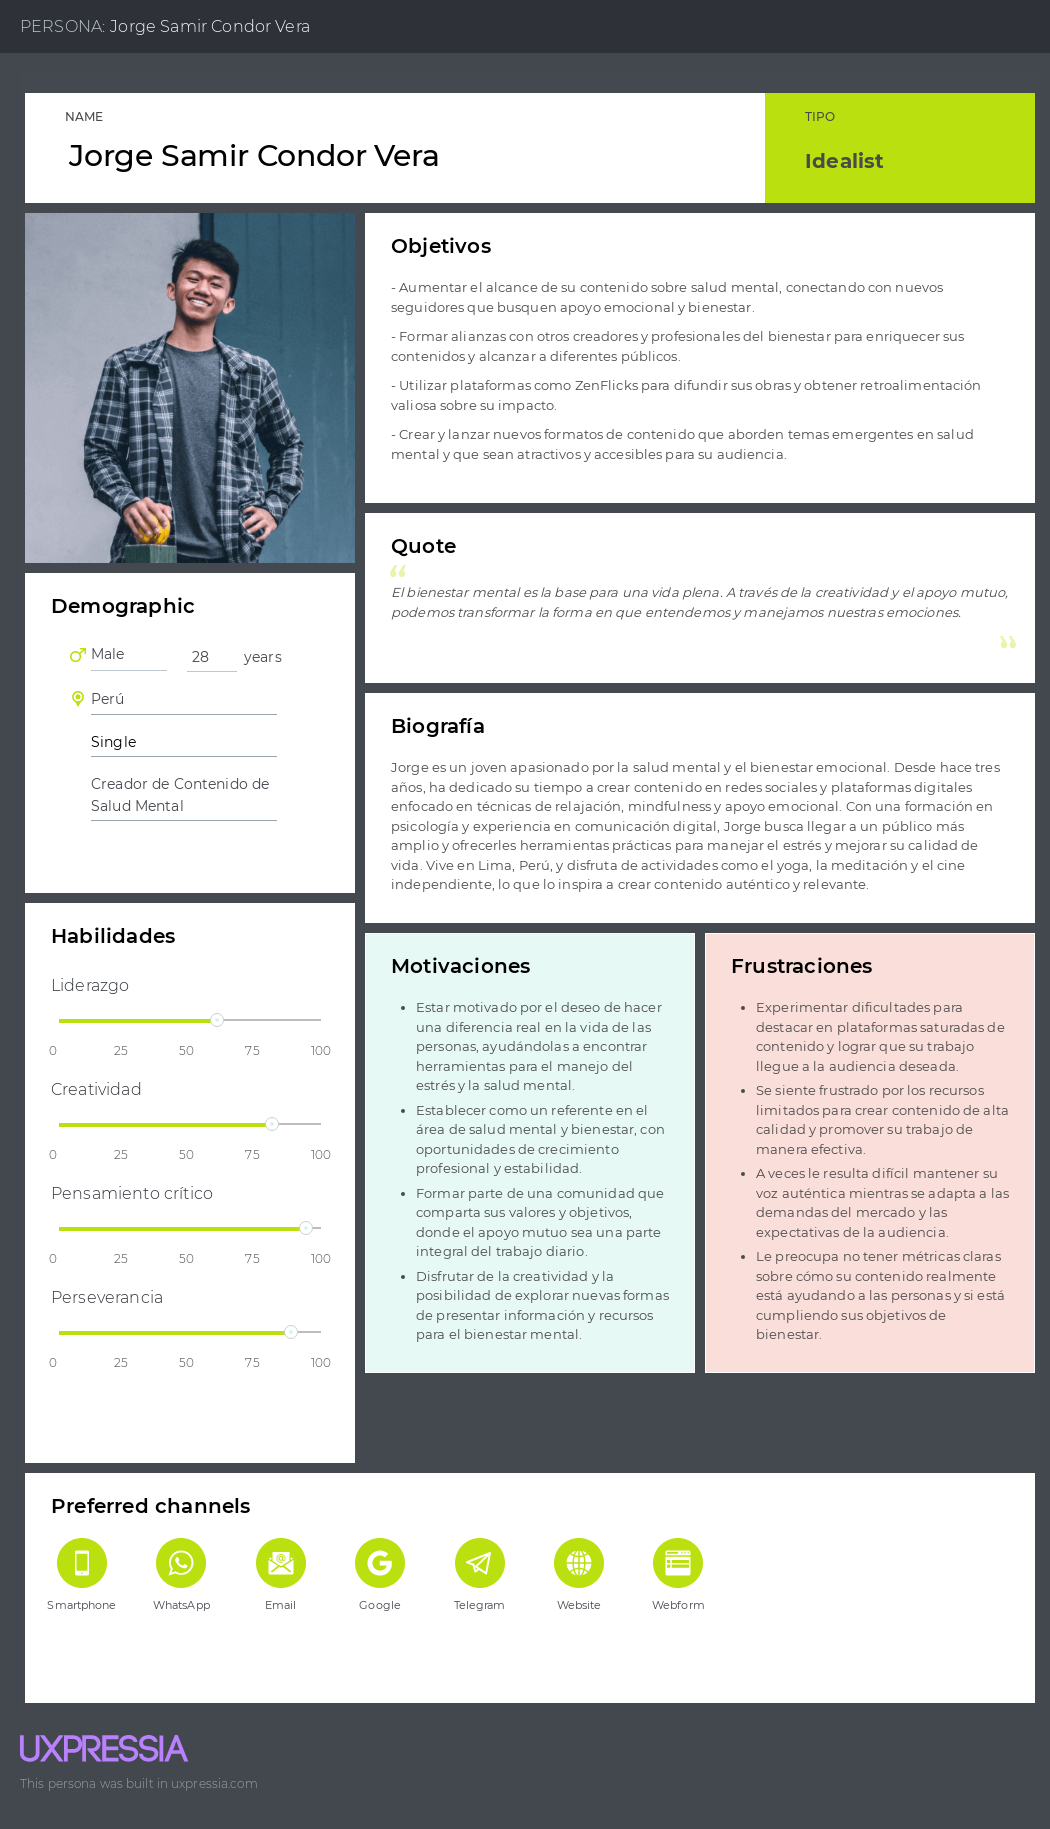 PERSONA: Jorge Samir Condor Vera
NAME
Jorge Samir Condor Vera
TIPO
Idealist
Objetivos
- Aumentar el alcance de su contenido sobre salud mental, conectando con nuevos
seguidores que busquen apoyo emocional y bienestar.
- Formar alianzas con otros creadores y profesionales del bienestar para enriquecer sus
contenidos y alcanzar a diferentes públicos.
- Utilizar plataformas como ZenFlicks para difundir sus obras y obtener retroalimentación
valiosa sobre su impacto.
- Crear y lanzar nuevos formatos de contenido que aborden temas emergentes en salud
mental y que sean atractivos y accesibles para su audiencia.
Quote
“
El bienestar mental es la base para una vida plena. A través de la creatividad y el apoyo mutuo,
podemos transformar la forma en que entendemos y manejamos nuestras emociones.
”
Demographic
Male 28 years
Perú
Single
Creador de Contenido de
Salud Mental
Biografía
Jorge es un joven apasionado por la salud mental y el bienestar emocional. Desde hace tres
años, ha dedicado su tiempo a crear contenido en redes sociales y plataformas digitales
enfocado en técnicas de relajación, mindfulness y apoyo emocional. Con una formación en
psicología y experiencia en comunicación digital, Jorge busca llegar a un público más
amplio y ofrecerles herramientas prácticas para manejar el estrés y mejorar su calidad de
vida. Vive en Lima, Perú, y disfruta de actividades como el yoga, la meditación y el cine
independiente, lo que lo inspira a crear contenido auténtico y relevante.
Habilidades
Liderazgo
0 25 50 75 100
Creatividad
0 25 50 75 100
Pensamiento crítico
0 25 50 75 100
Perseverancia
0 25 50 75 100
Motivaciones
• Estar motivado por el deseo de hacer
una diferencia real en la vida de las
personas, ayudándolas a encontrar
herramientas para el manejo del
estrés y la salud mental.
• Establecer como un referente en el
área de salud mental y bienestar, con
oportunidades de crecimiento
profesional y estabilidad.
• Formar parte de una comunidad que
comparta sus valores y objetivos,
donde el apoyo mutuo sea una parte
integral del trabajo diario.
• Disfrutar de la creatividad y la
posibilidad de explorar nuevas formas
de presentar información y recursos
para el bienestar mental.
Frustraciones
• Experimentar dificultades para
destacar en plataformas saturadas de
contenido y lograr que su trabajo
llegue a la audiencia deseada.
• Se siente frustrado por los recursos
limitados para crear contenido de alta
calidad y promover su trabajo de
manera efectiva.
• A veces le resulta difícil mantener su
voz auténtica mientras se adapta a las
demandas del mercado y las
expectativas de la audiencia.
• Le preocupa no tener métricas claras
sobre cómo su contenido realmente
está ayudando a las personas y si está
cumpliendo sus objetivos de
bienestar.
Preferred channels
Smartphone WhatsApp Email Google Telegram Website Webform
UXPRESSIA
This persona was built in uxpressia.com